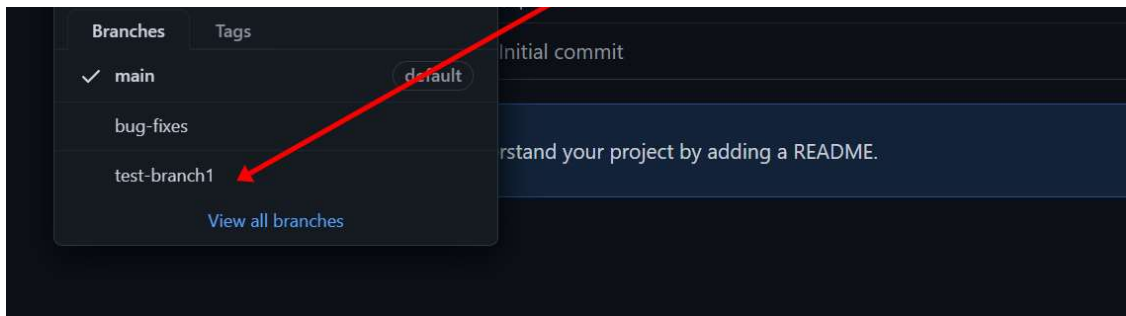 Branches Tags
main default
Initial commit
bug-fixes
rstand your project by adding a README.
test-branch1
View all branches